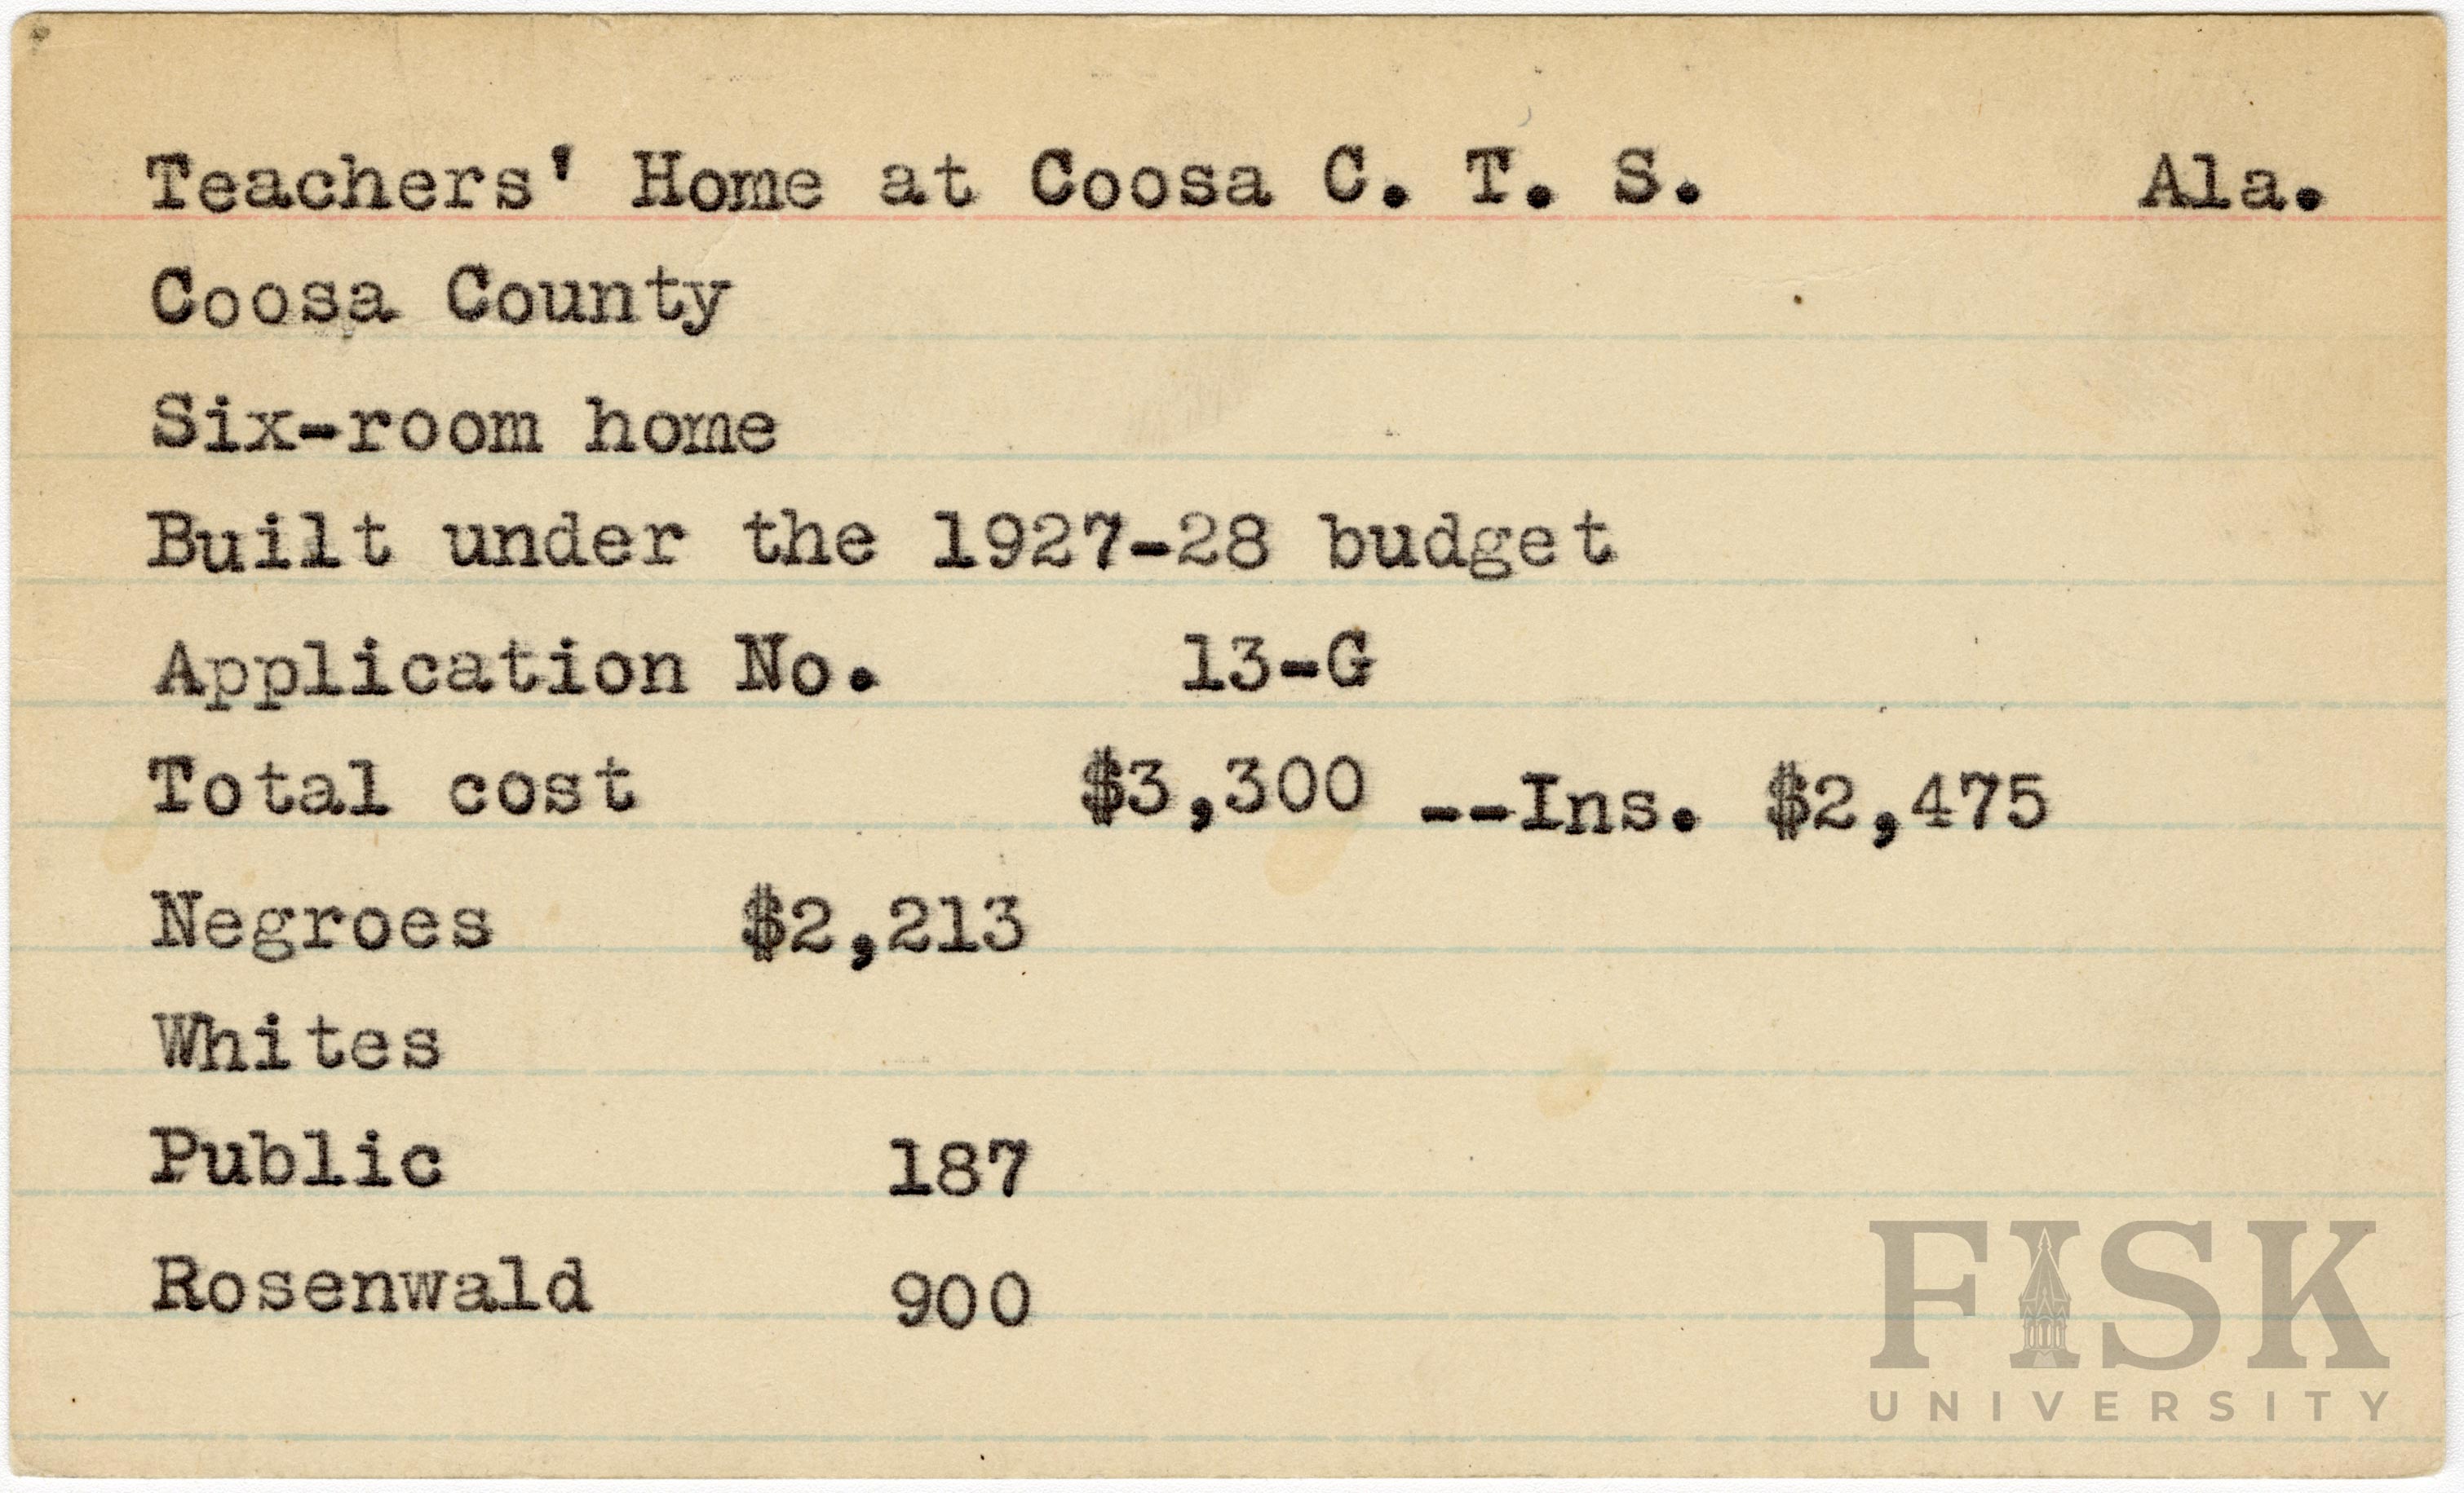 Teachers' Home at Coosa C. T. S. Ala.
Coosa County
Six-room home
Built under the 1927-28 budget
Application No. 13-G
Total cost $3,300 --Ins. $2,475
Negroes $2,213
Whites
Public 187
Rosenwald 900
FISK
UNIVERSITY